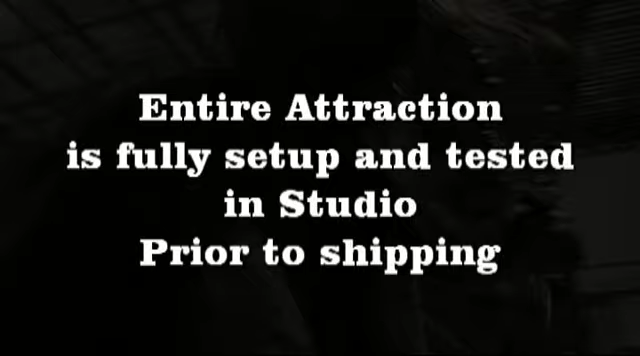 Entire Attraction
is fully setup and tested
in Studio
Prior to shipping